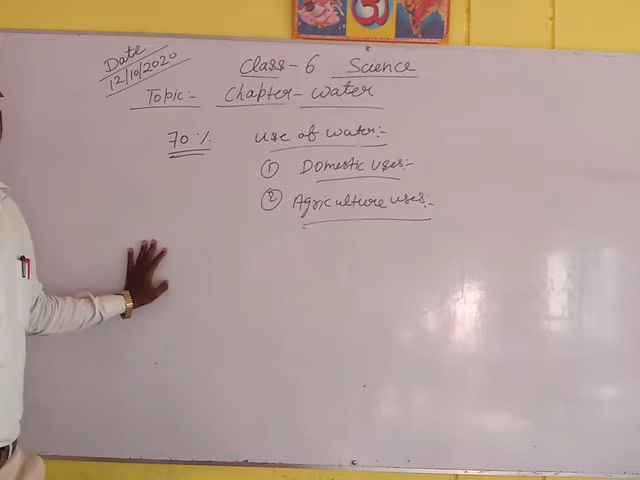 Date
12/10/2020
Class-6 Science
Topic:- Chapter-Water
70% Use of water:-
① Domestic uses:-
② Agriculture uses:-